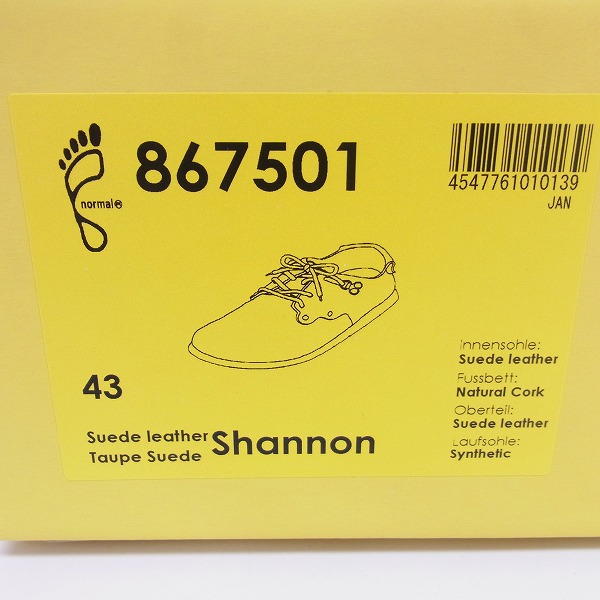 867501
normal
4547761010139
JAN
43
Suede leather
Taupe Suede
Shannon
Innensohle:
Suede leather
Fussbett:
Natural Cork
Oberteil:
Suede leather
Laufsohle:
Synthetic